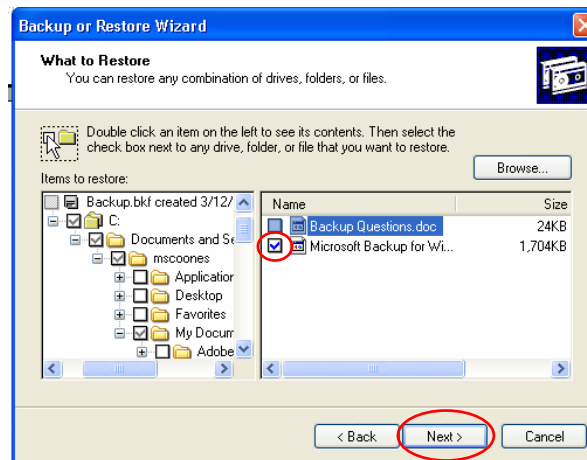 Backup or Restore Wizard
What to Restore
You can restore any combination of drives, folders, or files.
Double click an item on the left to see its contents. Then select the
check box next to any drive, folder, or file that you want to restore.
Browse...
Items to restore:
Backup.bkf created 3/12/
C:
Documents and Se
mscoones
Application
Desktop
Favorites
My Docum
Adobe
Name Size
Backup Questions.doc 24KB
Microsoft Backup for Wi... 1,704KB
< Back Next > Cancel